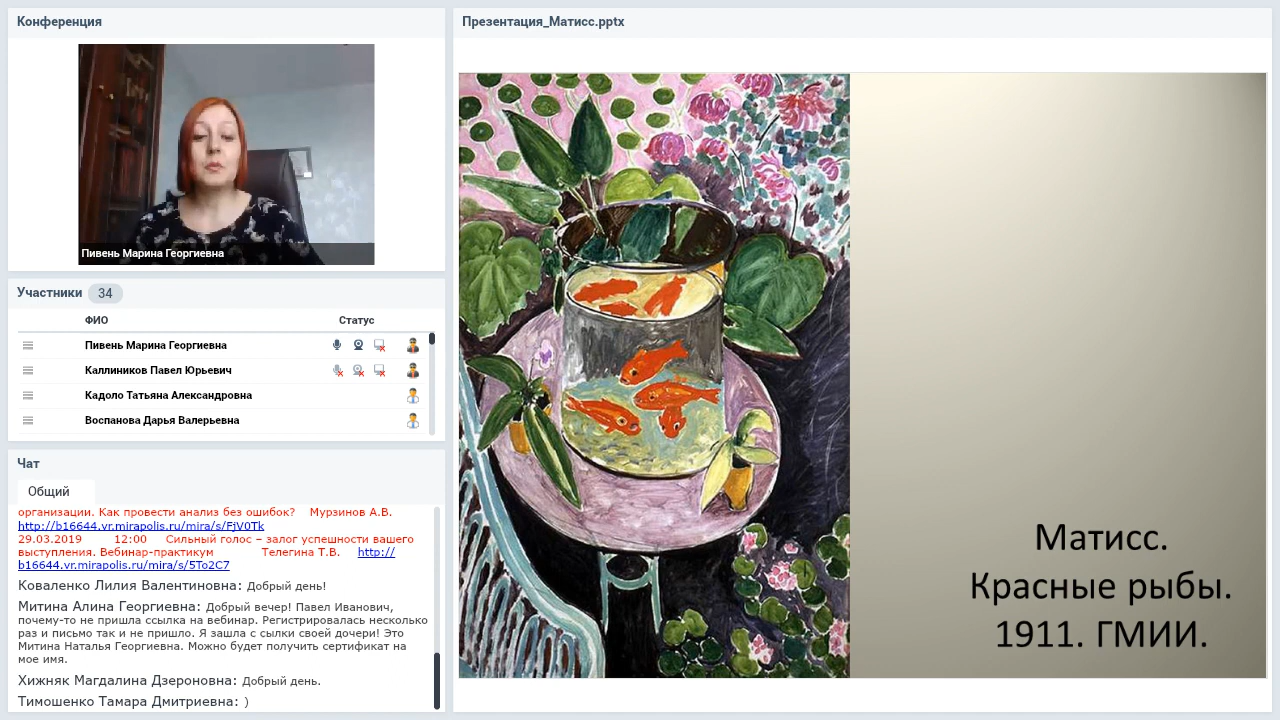 Конференция
Пивень Марина Георгиевна
Участники 34
ФИО Статус
Пивень Марина Георгиевна
Каллиников Павел Юрьевич
Кадоло Татьяна Александровна
Воспанова Дарья Валерьевна
Чат
Общий
организации. Как провести анализ без ошибок? Мурзинов А.В.
http://b16644.vr.mirapolis.ru/mira/s/FjV0Tk
29.03.2019 12:00 Сильный голос – залог успешности вашего
выступления. Вебинар-практикум Телегина Т.В. http://
b16644.vr.mirapolis.ru/mira/s/5To2C7
Коваленко Лилия Валентиновна: Добрый день!
Митина Алина Георгиевна: Добрый вечер! Павел Иванович,
почему-то не пришла ссылка на вебинар. Регистрировалась несколько
раз и письмо так и не пришло. Я зашла с сылки своей дочери! Это
Митина Наталья Георгиевна. Можно будет получить сертификат на
мое имя.
Хижняк Магдалина Дзероновна: Добрый день.
Тимошенко Тамара Дмитриевна: )
Презентация_Матисс.pptx
Матисс.
Красные рыбы.
1911. ГМИИ.